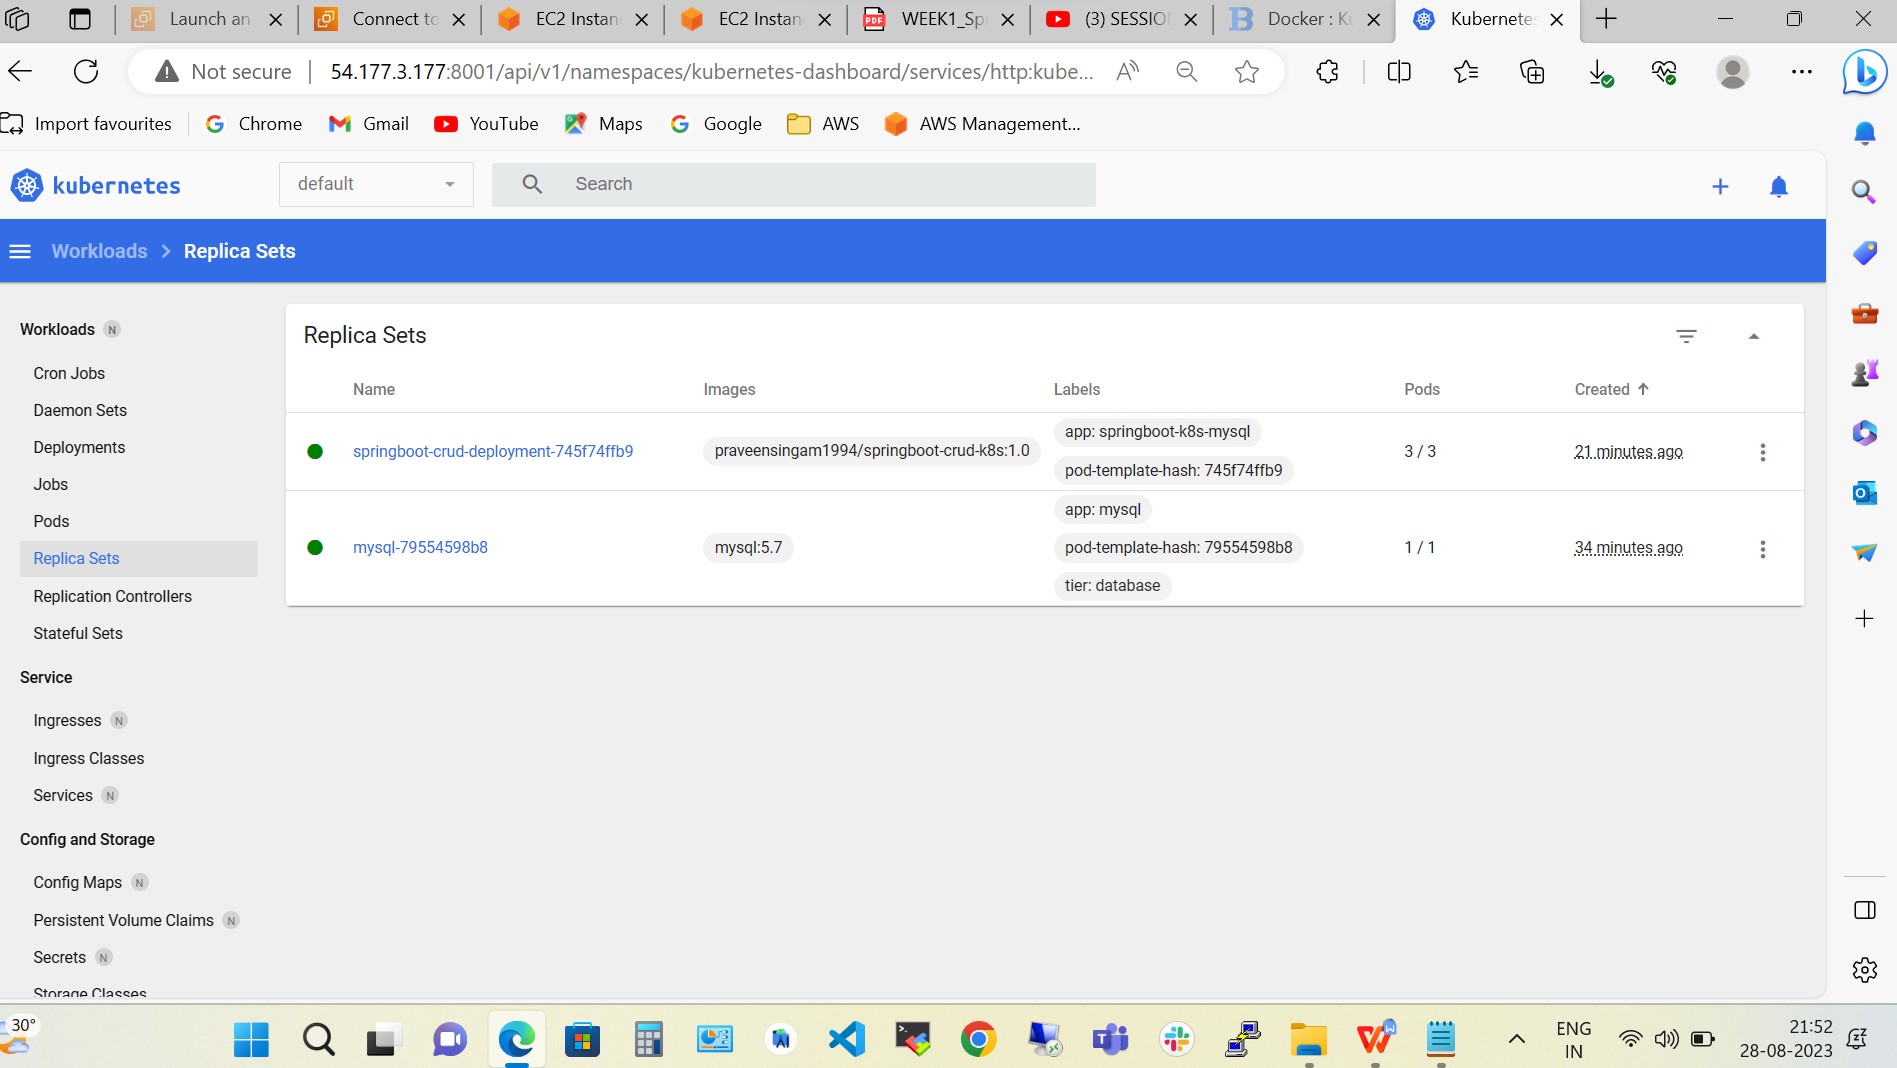 Launch an
Connect to
EC2 Instan
EC2 Instan
WEEK1_Sp
(3) SESSIO
Docker : Ku
Kubernete
Not secure
54.177.3.177:8001/api/v1/namespaces/kubernetes-dashboard/services/http:kube...
Import favourites
Chrome
Gmail
YouTube
Maps
Google
AWS
AWS Management...
kubernetes
default
Search
Workloads
Replica Sets
Workloads N
Cron Jobs
Daemon Sets
Deployments
Jobs
Pods
Replica Sets
Replication Controllers
Stateful Sets
Service
Ingresses N
Ingress Classes
Services N
Config and Storage
Config Maps N
Persistent Volume Claims N
Secrets N
Storage Classes
Replica Sets
Name
Images
Labels
Pods
Created
springboot-crud-deployment-745f74ffb9
praveensingam1994/springboot-crud-k8s:1.0
app: springboot-k8s-mysql
pod-template-hash: 745f74ffb9
3 / 3
21 minutes ago
mysql-79554598b8
mysql:5.7
app: mysql
pod-template-hash: 79554598b8
tier: database
1 / 1
34 minutes ago
30°
ENG
IN
21:52
28-08-2023